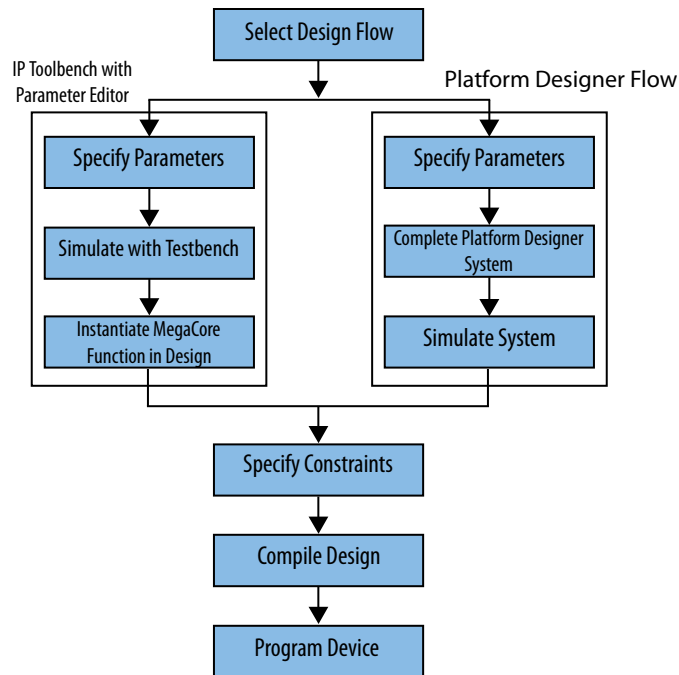 Select Design Flow
IP Toolbench with
Parameter Editor
Platform Designer Flow
Specify Parameters
Simulate with Testbench
Instantiate MegaCore
Function in Design
Specify Parameters
Complete Platform Designer
System
Simulate System
Specify Constraints
Compile Design
Program Device